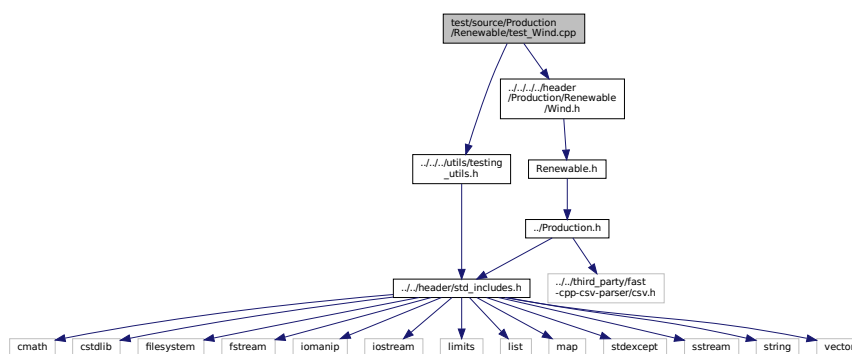 test/source/Production
/Renewable/test_Wind.cpp
../../../../header
/Production/Renewable
/Wind.h
../../../utils/testing
_utils.h
Renewable.h
../Production.h
../../header/std_includes.h
../../third_party/fast
-cpp-csv-parser/csv.h
cmath
cstdlib
filesystem
fstream
iomanip
iostream
limits
list
map
stdexcept
sstream
string
vector